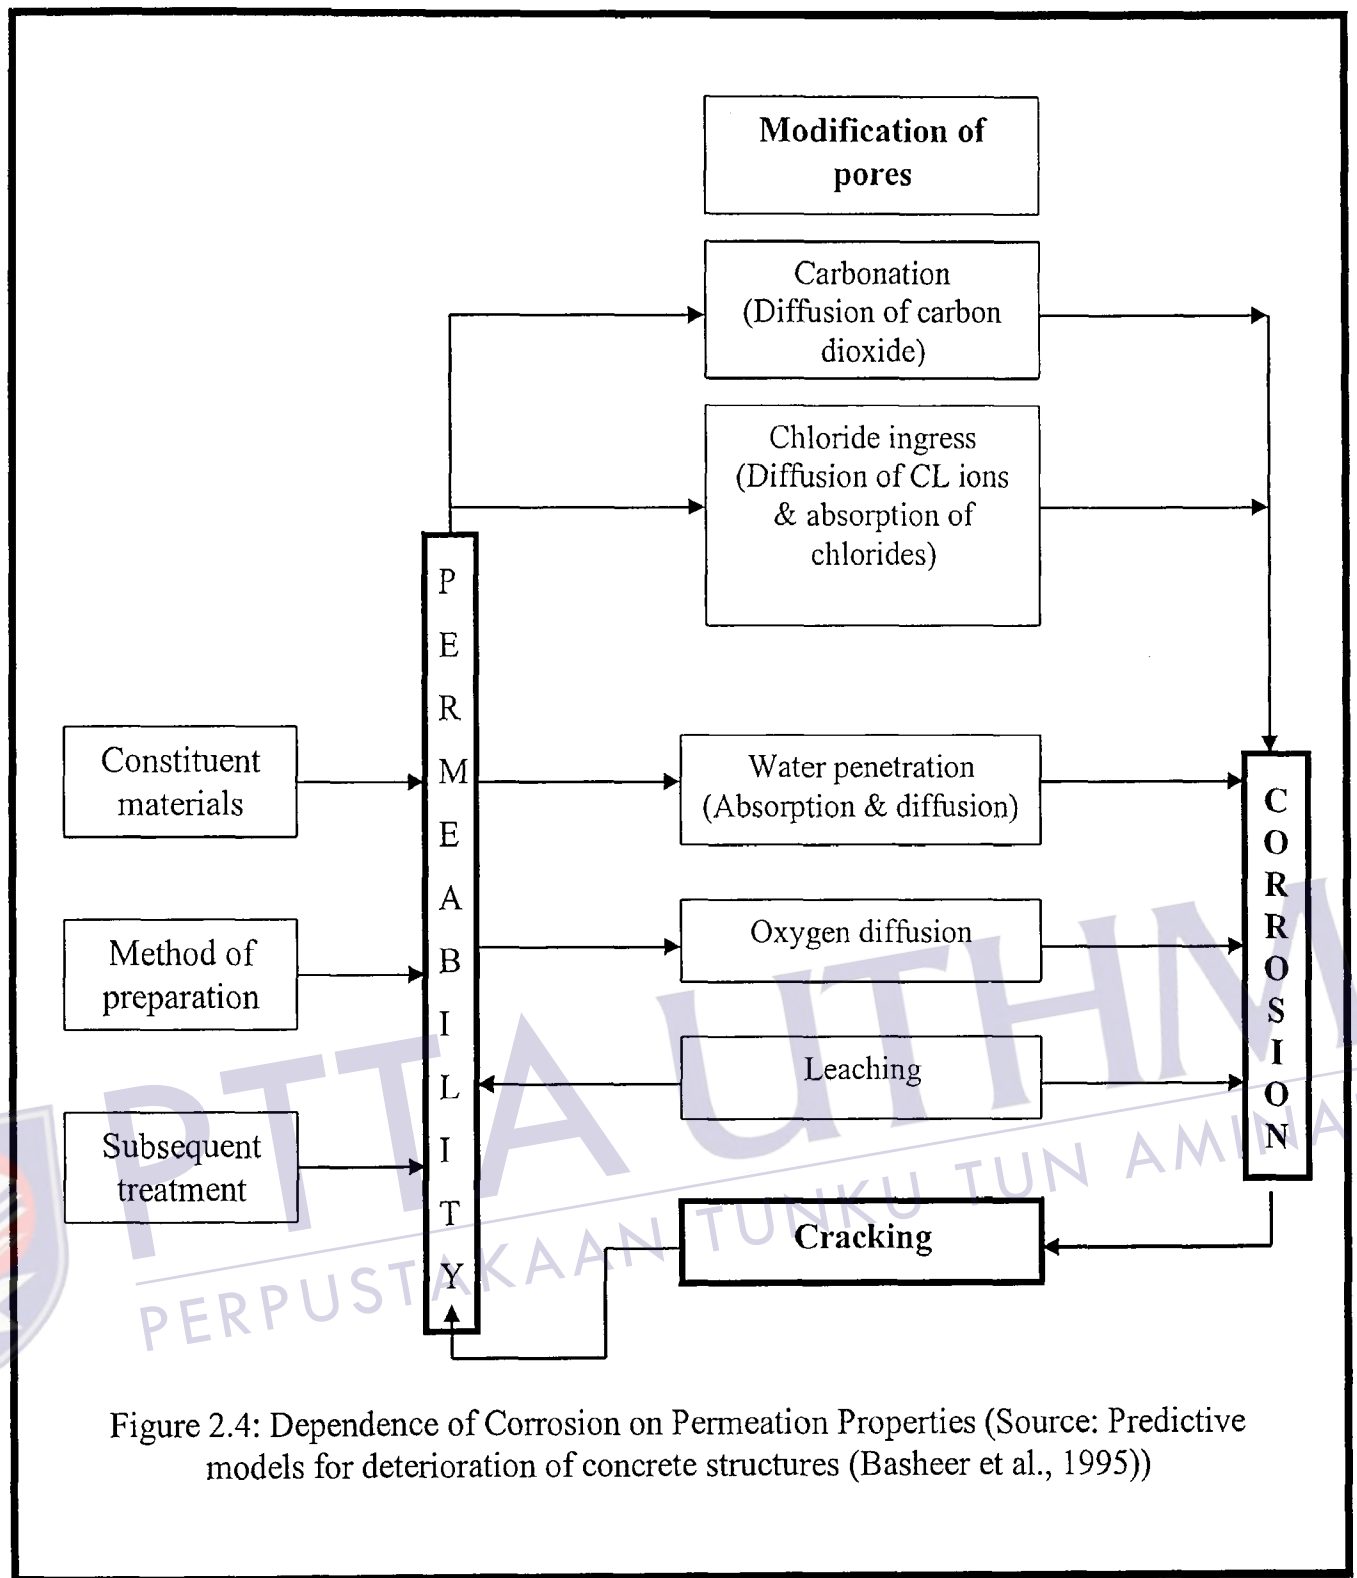 Modification of
pores
Carbonation
(Diffusion of carbon
dioxide)
Chloride ingress
(Diffusion of CL ions
& absorption of
chlorides)
PERMEABILITY
Constituent
materials
Method of
preparation
Subsequent
treatment
Water penetration
(Absorption & diffusion)
Oxygen diffusion
Leaching
Cracking
CORROSION
PTTA UTHM
PERPUSTAKAAN TUNKU TUN AMINA
Figure 2.4: Dependence of Corrosion on Permeation Properties (Source: Predictive
models for deterioration of concrete structures (Basheer et al., 1995))